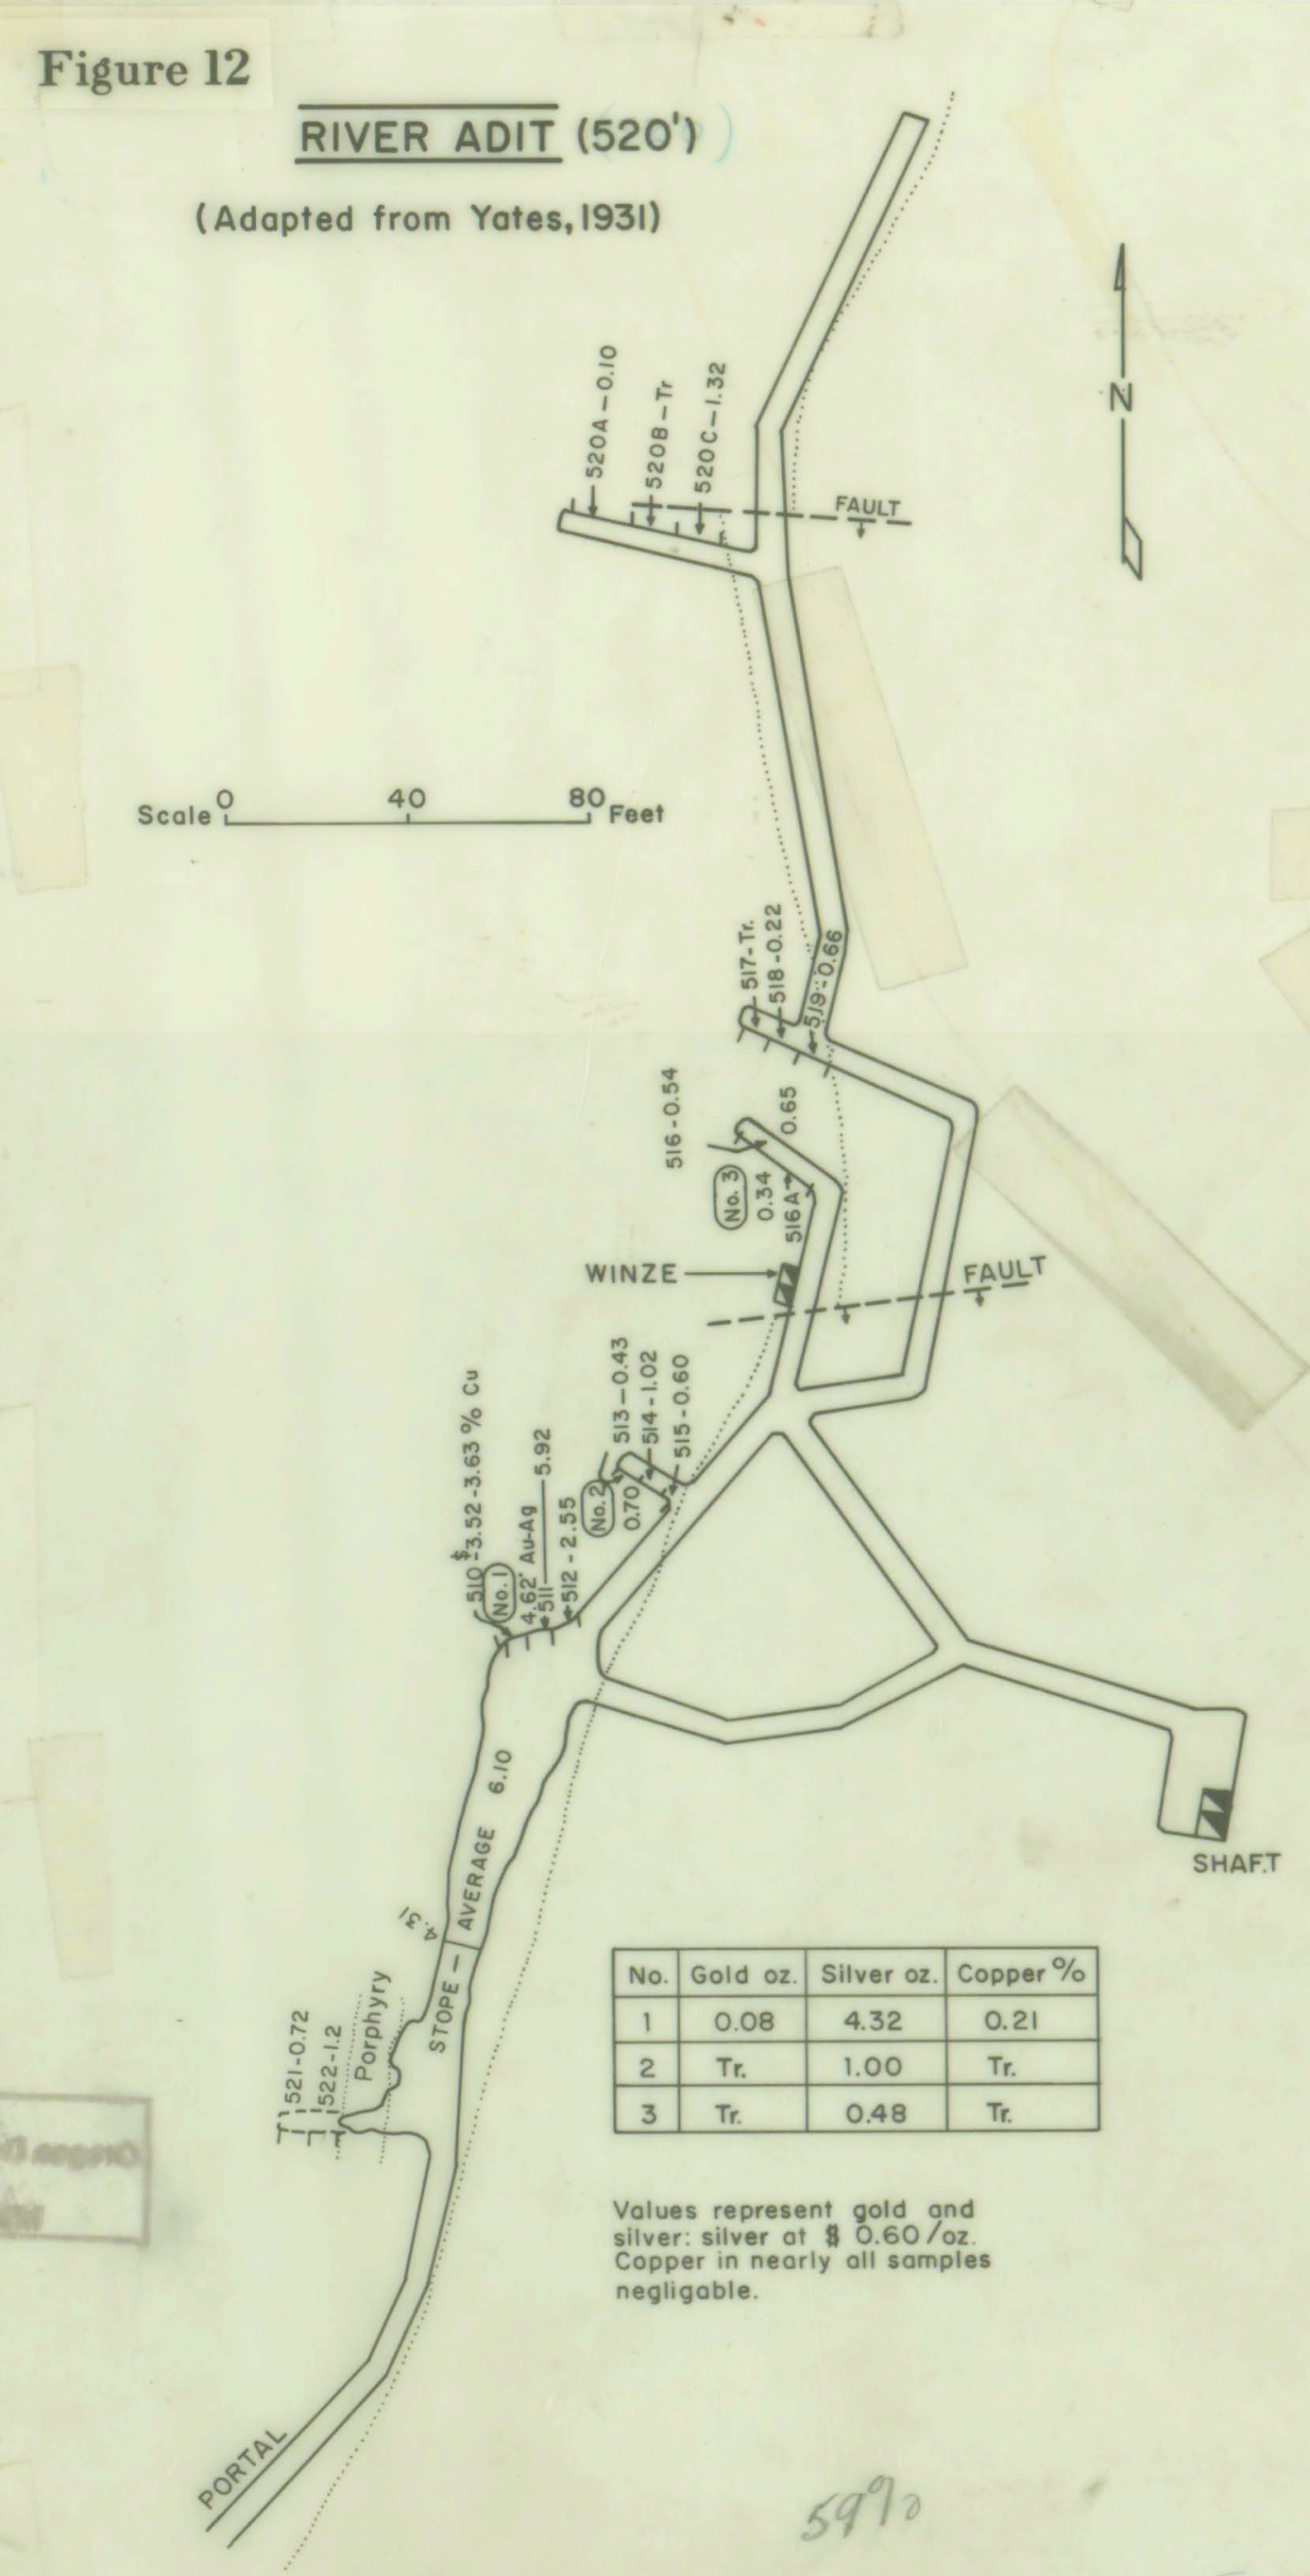 Figure 12
RIVER ADIT (520')
(Adapted from Yates, 1931)
N
520A - 0.10
520B - Tr
520C - 1.32
FAULT
Scale 0 40 80 Feet
517 - Tr.
518 - 0.22
519 - 0.66
516 - 0.54
0.65
No. 3
0.34
516A
WINZE
FAULT
513 - 0.43
514 - 1.02
515 - 0.60
No. 2
0.70
510 - $3.52 - 3.63 % Cu
No. 1
4.62 Au-Ag
511 - 5.92
512 - 2.55
STOPE - AVERAGE 6.10
SHAFT
Porphyry
521 - 0.72
522 - 1.2
No. Gold oz. Silver oz. Copper %
1 0.08 4.32 0.21
2 Tr. 1.00 Tr.
3 Tr. 0.48 Tr.
Values represent gold and
silver: silver at $ 0.60/oz.
Copper in nearly all samples
negligable.
PORTAL